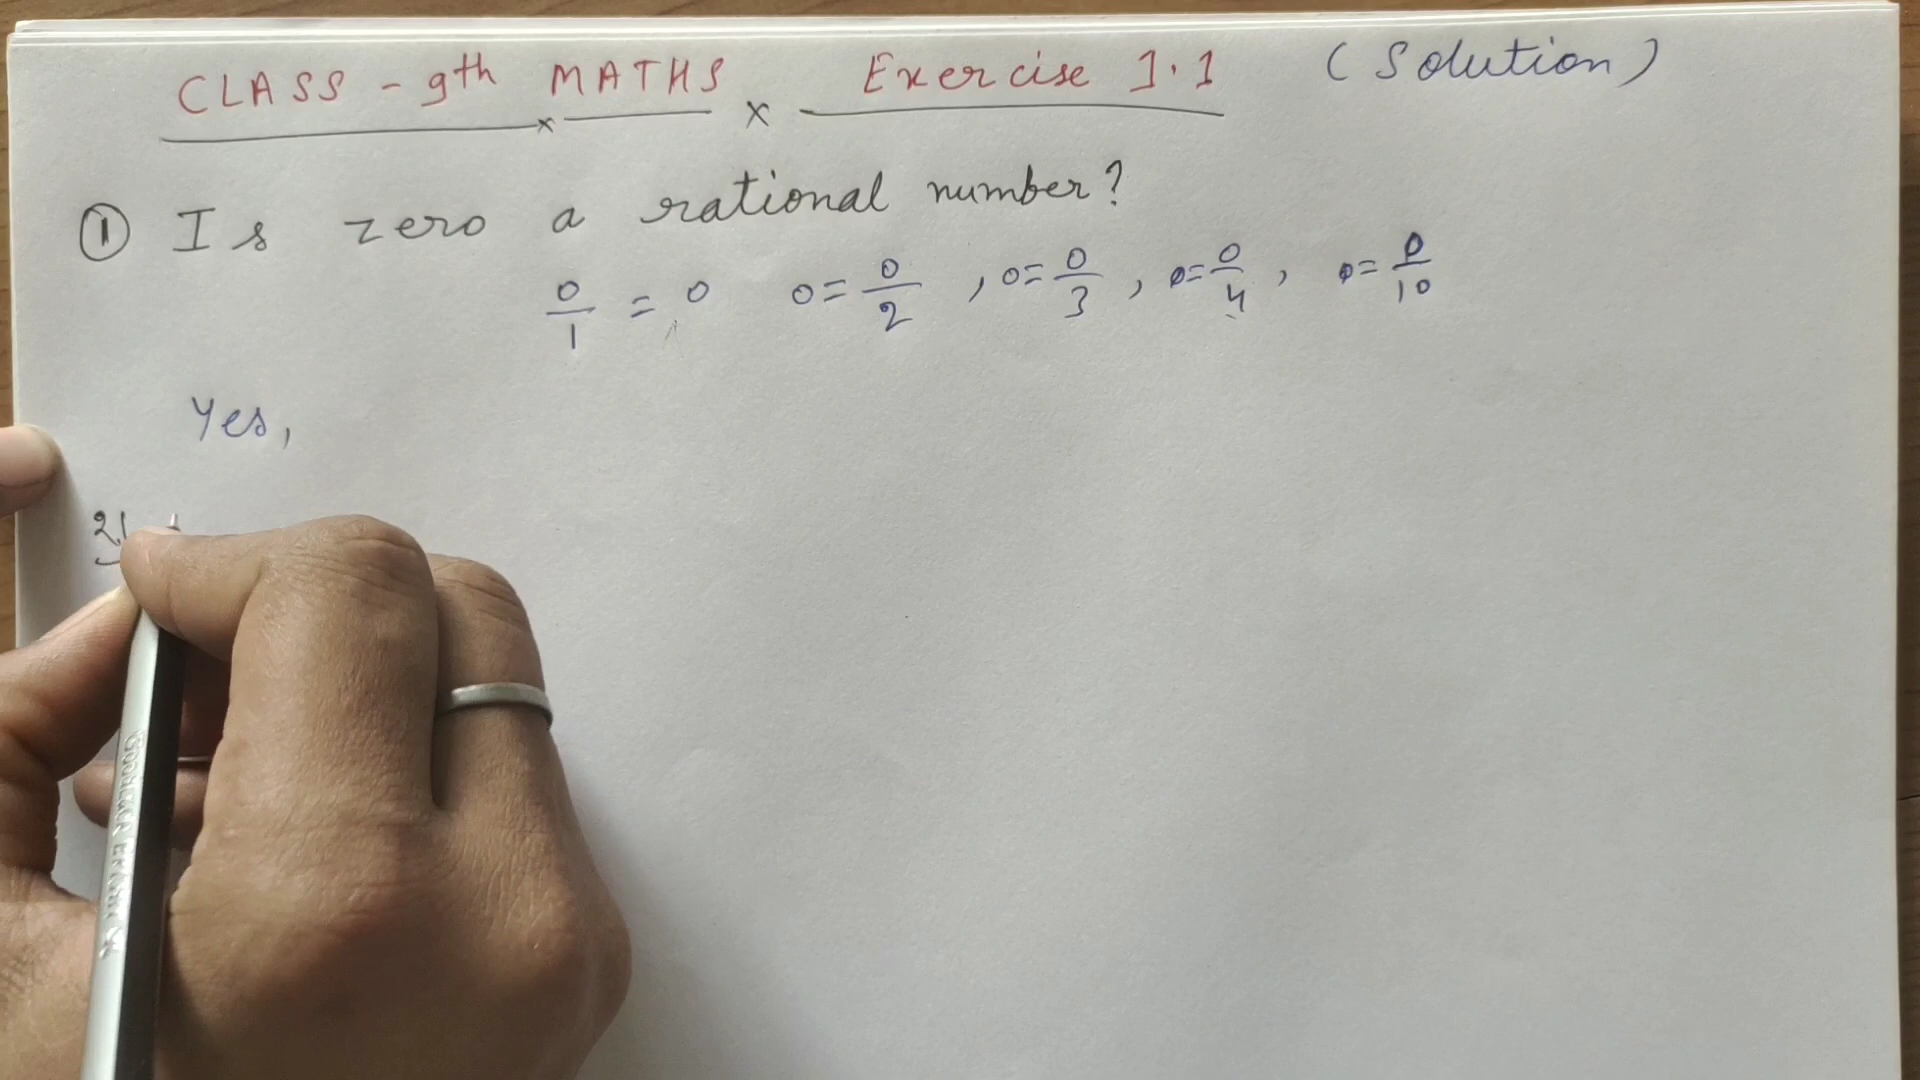 CLASS - 9th MATHS x Exercise 1.1 (Solution)
① Is zero a rational number?
0/1 = 0 0=0/2 , 0=0/3 , 0=0/4 , 0=0/10
Yes,
2